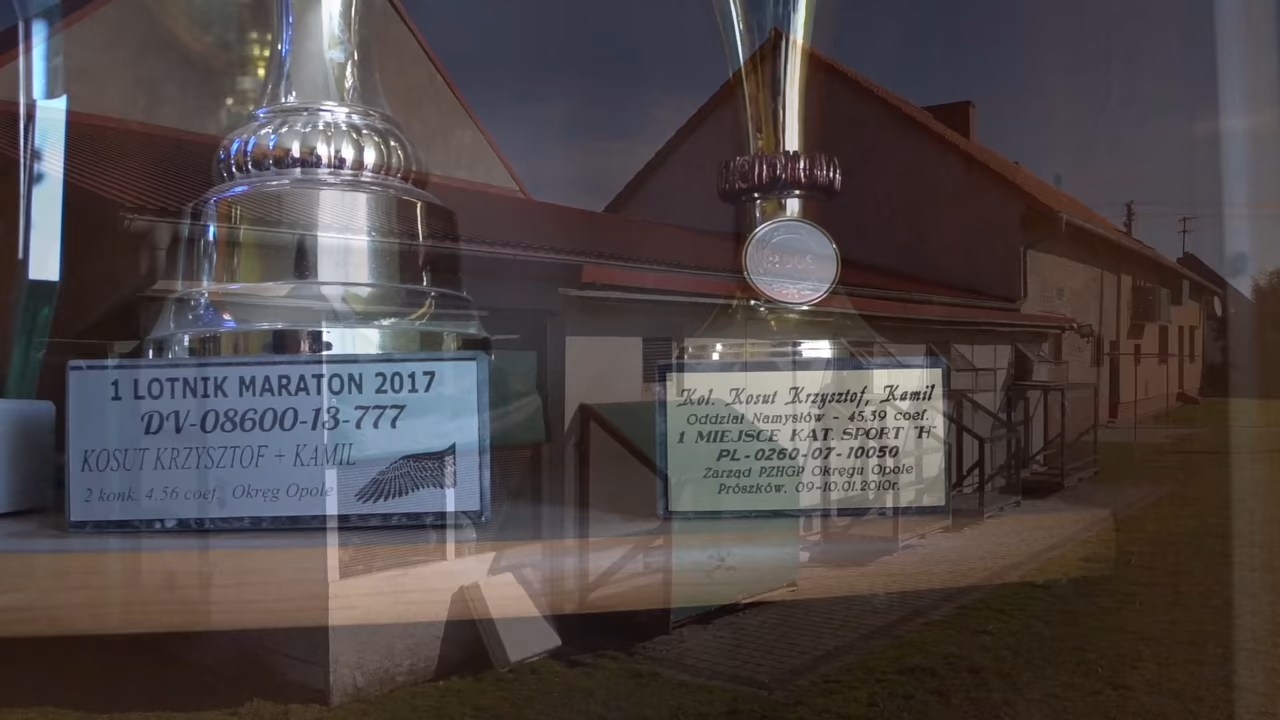 1 LOTNIK MARATON 2017
DV-08600-13-777
KOSUT KRZYSZTOF + KAMIL
2 konk. 4.56 coef. Okręg Opole
Kol. Kosut Krzysztof, Kamil
Oddział Namysłów - 45.39 coef.
1 MIEJSCE KAT. SPORT "H"
PL-0260-07-10050
Zarząd PZHGP Okręgu Opole
Prószków. 09-10.01.2010r.